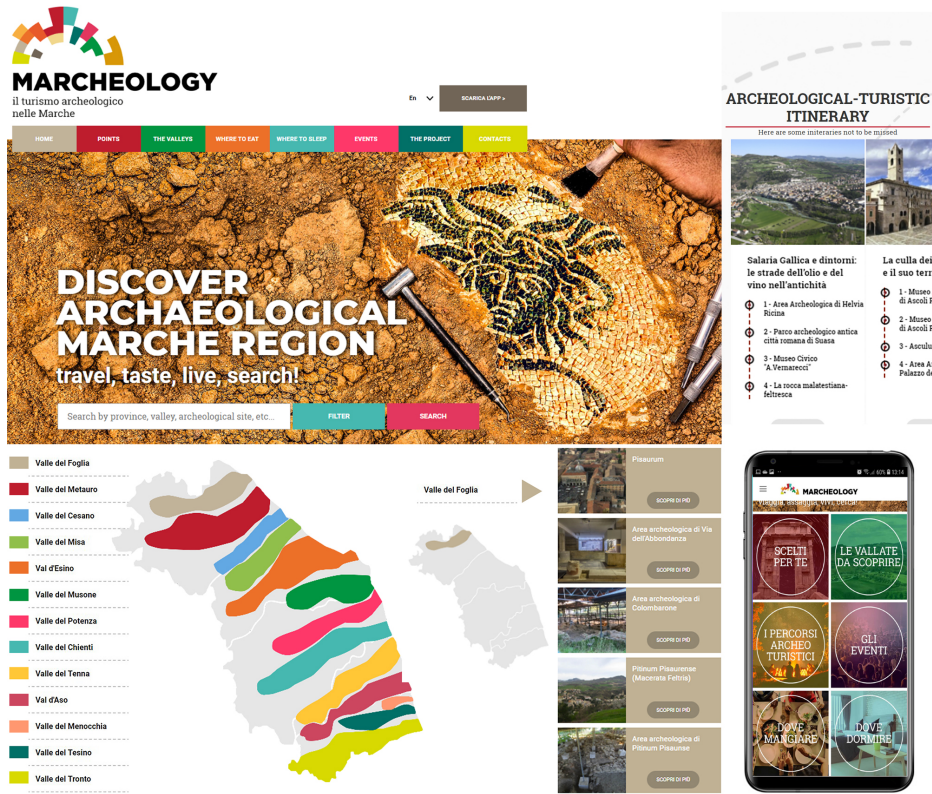 MARCHEOLOGY
il turismo archeologico
nelle Marche
En
SCARICA L'APP >
HOME
POINTS
THE VALLEYS
WHERE TO EAT
WHERE TO SLEEP
EVENTS
THE PROJECT
CONTACTS
DISCOVER
ARCHAEOLOGICAL
MARCHE REGION
travel, taste, live, search!
Search by province, valley, archeological site, etc...
FILTER
SEARCH
ARCHEOLOGICAL-TURISTIC
ITINERARY
Here are some initeraries not to be missed
Salaria Gallica e dintorni:
le strade dell'olio e del
vino nell'antichità
1 - Area Archeologica di Helvia
Ricina
2 - Parco archeologico antica
città romana di Suasa
3 - Museo Civico
"A.Vernarecci"
4 - La rocca malatestiana-
feltresca
La culla dei
e il suo terr
1 - Museo
di Ascoli P
2 - Museo
di Ascoli P
3 - Asculu
4 - Area A
Palazzo de
Valle del Foglia
Valle del Metauro
Valle del Cesano
Valle del Misa
Val d'Esino
Valle del Musone
Valle del Potenza
Valle del Chienti
Valle del Tenna
Val d'Aso
Valle del Menocchia
Valle del Tesino
Valle del Tronto
Valle del Foglia
Pisaurum
SCOPRI DI PIÙ
Area archeologica di Via
dell'Abbondanza
SCOPRI DI PIÙ
Area archeologica di
Colombarone
SCOPRI DI PIÙ
Pitinum Pisaurense
(Macerata Feltria)
SCOPRI DI PIÙ
Area archeologica di
Pitinum Pisaunse
SCOPRI DI PIÙ
60% 12:14
MARCHEOLOGY
SCELTI
PER TE
LE VALLATE
DA SCOPRIRE
I PERCORSI
ARCHEO
TURISTICI
GLI
EVENTI
DOVE
MANGIARE
DOVE
DORMIRE